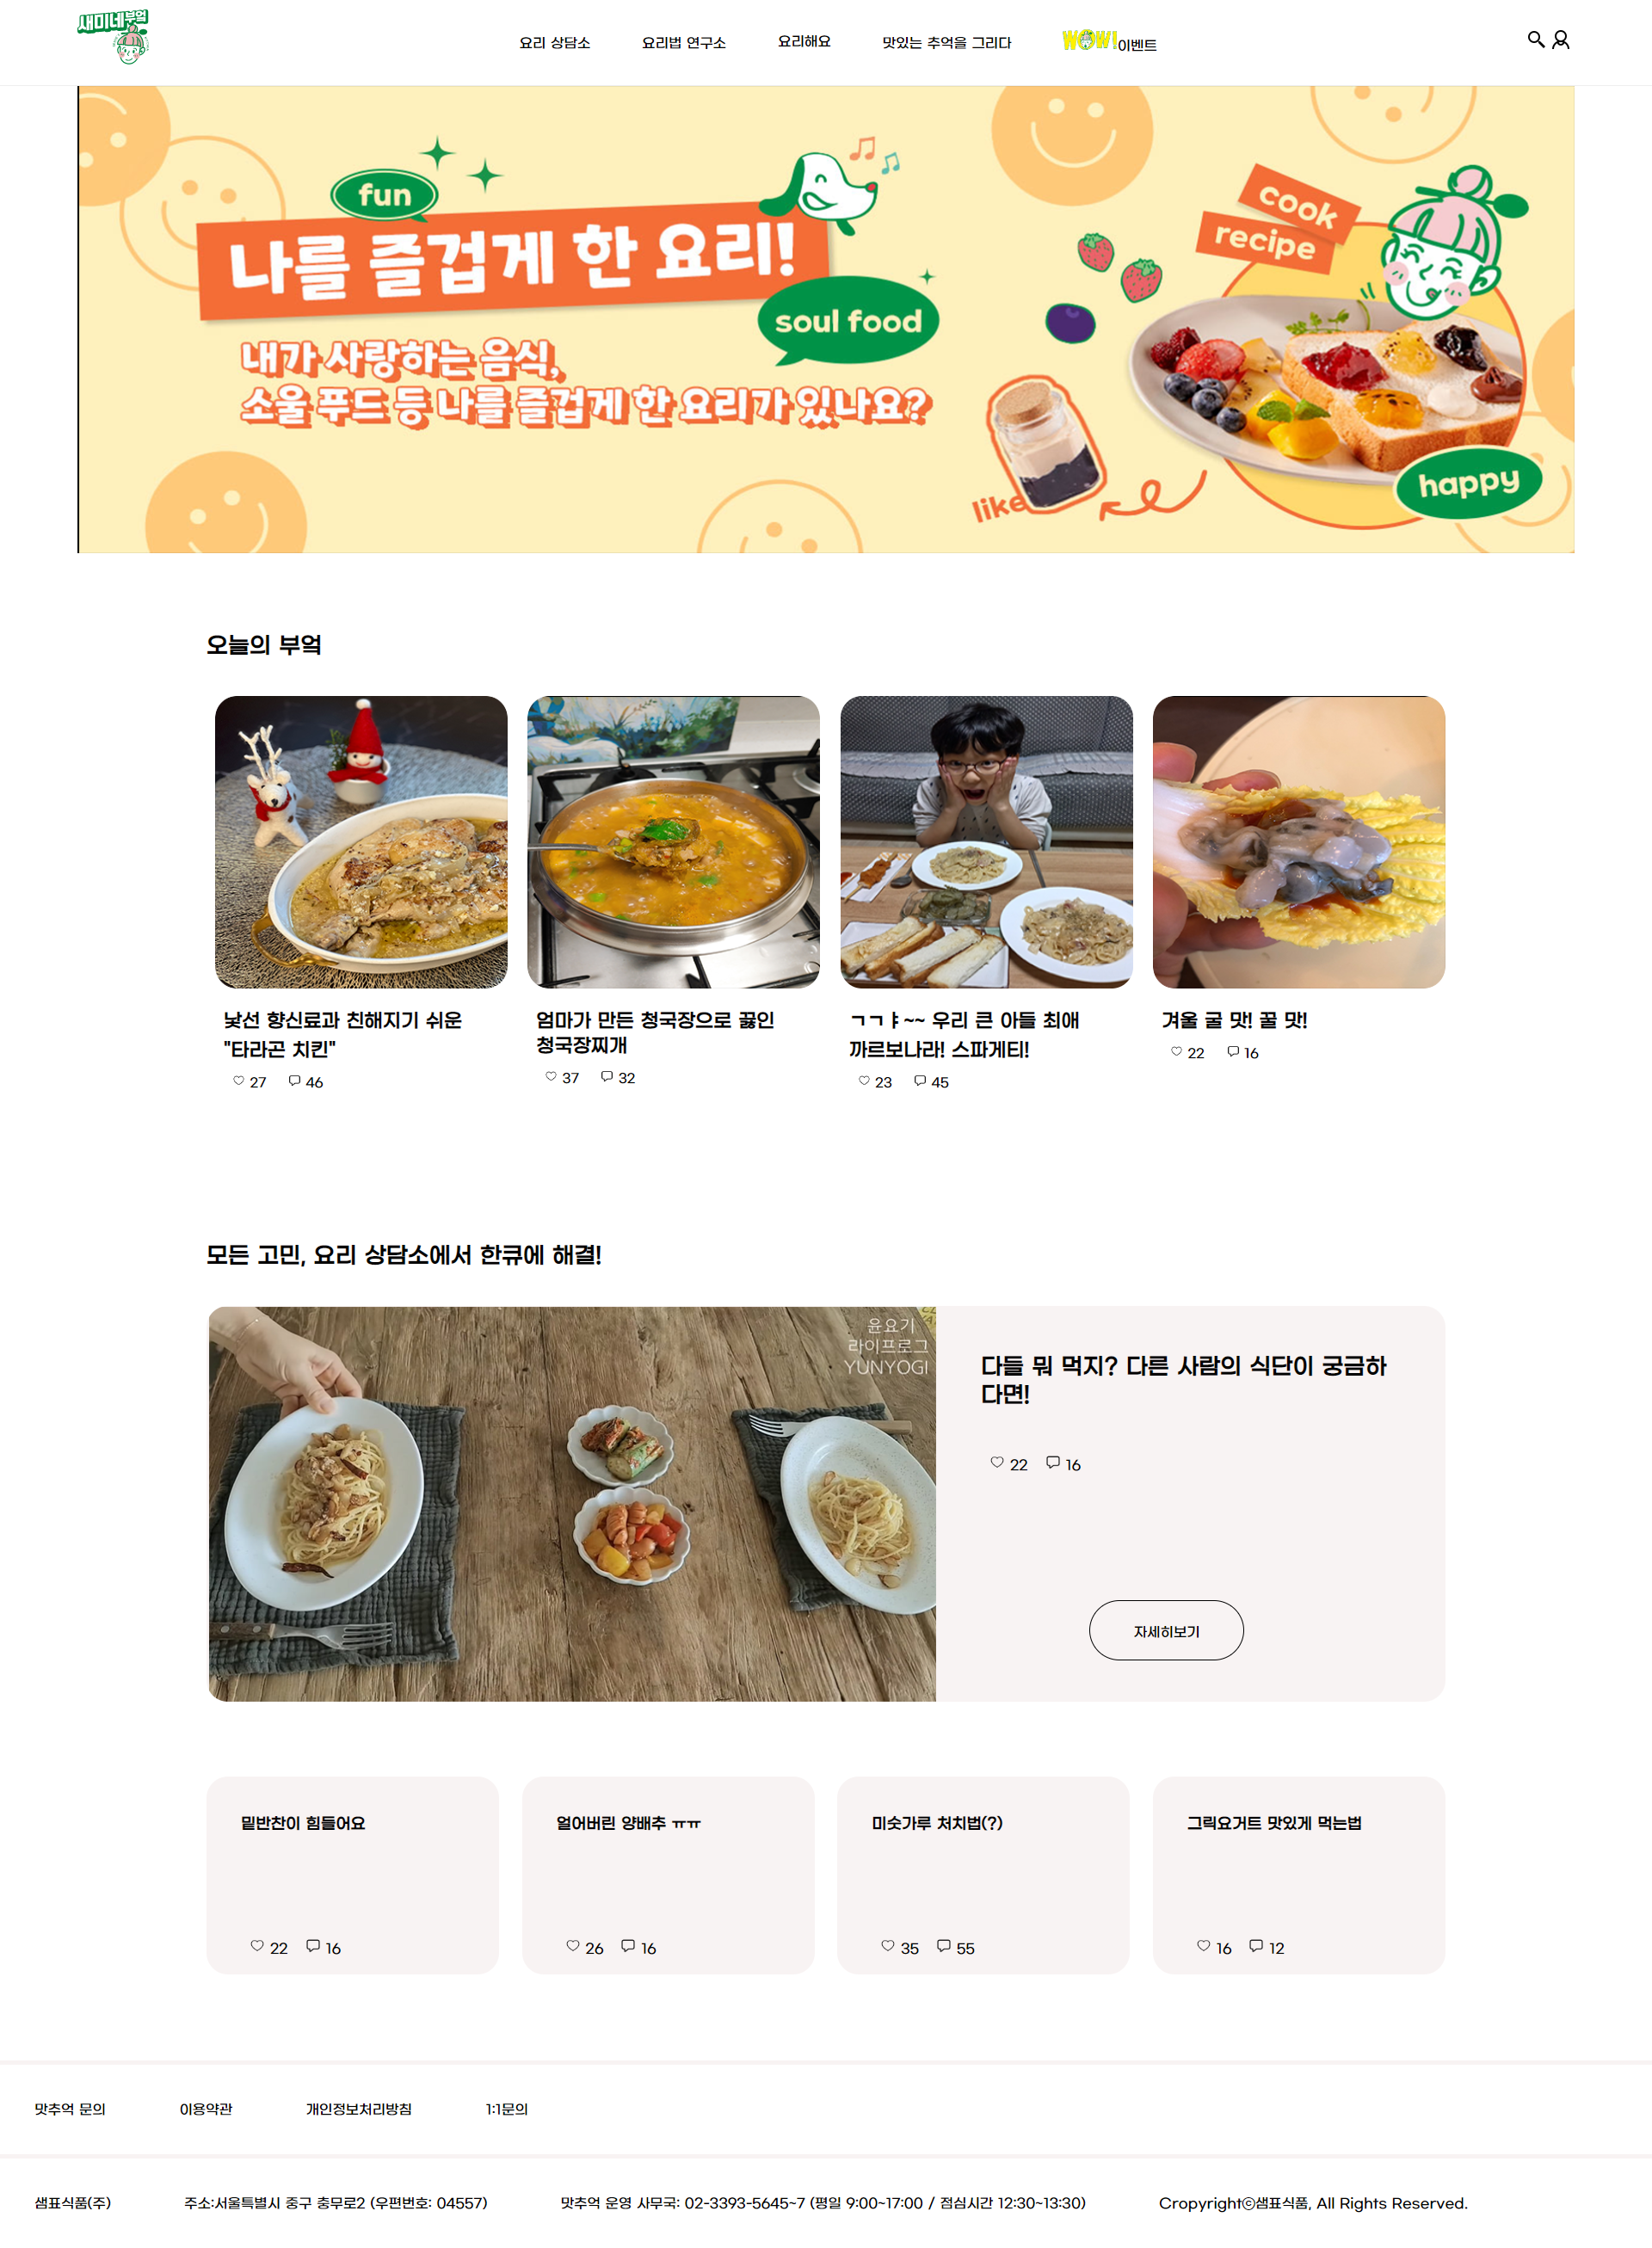 새미네부엌
요리 상담소
요리법 연구소
요리해요
맛있는 추억을 그리다
WOW!이벤트
fun
나를 즐겁게 한 요리!
soul food
내가 사랑하는 음식,
소울 푸드 등 나를 즐겁게 한 요리가 있나요?
cook
recipe
like
happy
오늘의 부엌
낯선 향신료과 친해지기 쉬운
"타라곤 치킨"
27 46
엄마가 만든 청국장으로 끓인
청국장찌개
37 32
ㄱㄱㅑ~~ 우리 큰 아들 최애
까르보나라! 스파게티!
23 45
겨울 굴 맛! 꿀 맛!
22 16
모든 고민, 요리 상담소에서 한큐에 해결!
윤요기
라이프로그
YUNYOGI
다들 뭐 먹지? 다른 사람의 식단이 궁금하
다면!
22 16
자세히보기
밑반찬이 힘들어요
22 16
얼어버린 양배추 ㅠㅠ
26 16
미숫가루 처치법(?)
35 55
그릭요거트 맛있게 먹는법
16 12
맛추억 문의
이용약관
개인정보처리방침
1:1문의
샘표식품(주)
주소:서울특별시 중구 충무로2 (우편번호: 04557)
맛추억 운영 사무국: 02-3393-5645~7 (평일 9:00~17:00 / 점심시간 12:30~13:30)
Cropyrightⓒ샘표식품, All Rights Reserved.